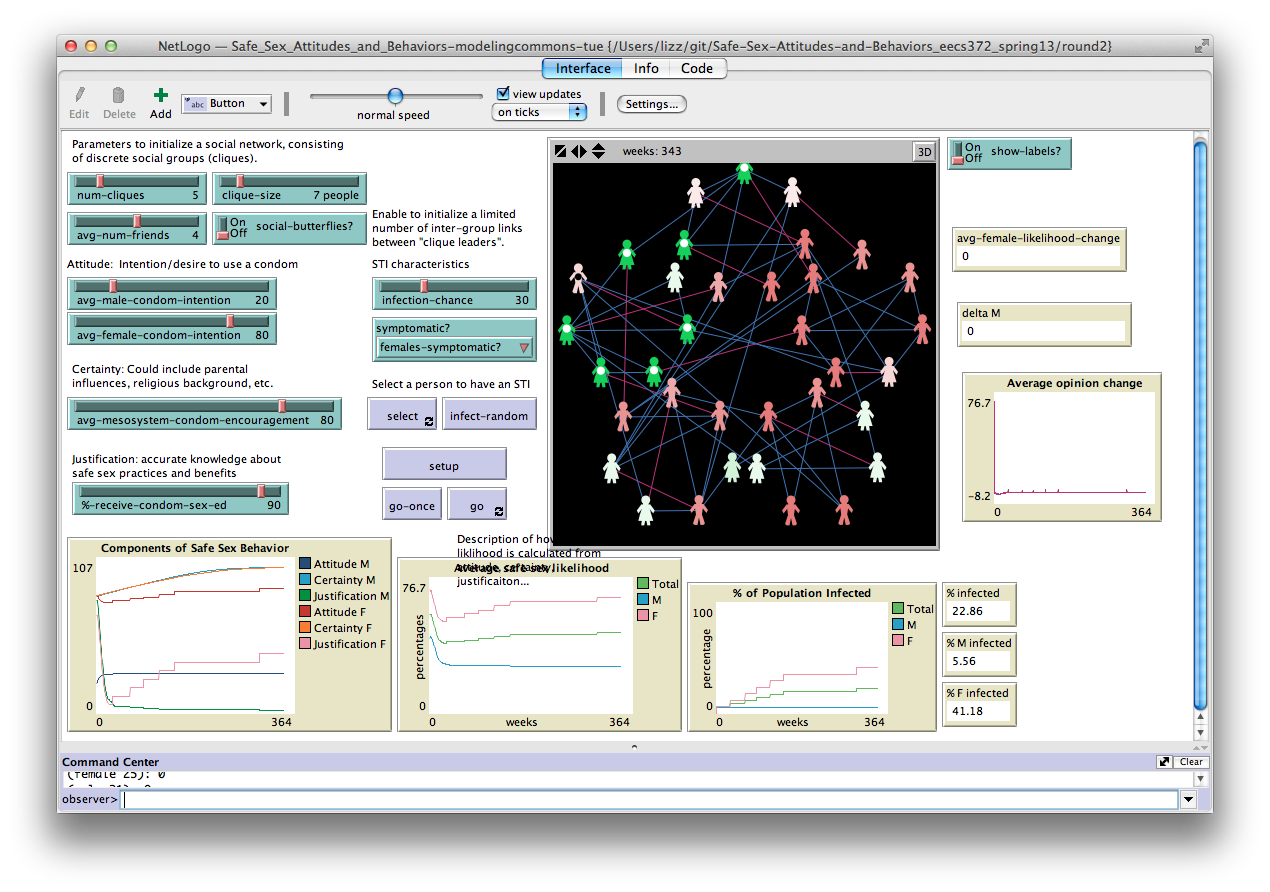 NetLogo — Safe_Sex_Attitudes_and_Behaviors-modelingcommons-tue {/Users/lizz/git/Safe-Sex-Attitudes-and-Behaviors_eecs372_spring13/round2}
Interface Info Code
Edit Delete Add abc Button normal speed view updates on ticks Settings...
Parameters to initialize a social network, consisting
of discrete social groups (cliques).
num-cliques 5
clique-size 7 people
avg-num-friends 4
On
Off social-butterflies?
Enable to initialize a limited
number of inter-group links
between "clique leaders".
Attitude: Intention/desire to use a condom
avg-male-condom-intention 20
avg-female-condom-intention 80
STI characteristics
infection-chance 30
symptomatic?
females-symptomatic?
Certainty: Could include parental
influences, religious background, etc.
avg-mesosystem-condom-encouragement 80
Select a person to have an STI
select infect-random
Justification: accurate knowledge about
safe sex practices and benefits
%-receive-condom-sex-ed 90
setup
go-once go
weeks: 343 3D
On
Off show-labels?
avg-female-likelihood-change
0
delta M
0
Average opinion change
76.7
-8.2
0 364
Components of Safe Sex Behavior
107
0
0 364
Attitude M
Certainty M
Justification M
Attitude F
Certainty F
Justification F
Description of how
liklihood is calculated from
attitude, certainty,
justificaiton...
Average safe sex likelihood
76.7
percentages
0
0 weeks 364
Total
M
F
% of Population Infected
100
percentage
0
0 weeks 364
Total
M
F
% infected
22.86
% M infected
5.56
% F infected
41.18
Command Center Clear
(female 25): 0
observer>